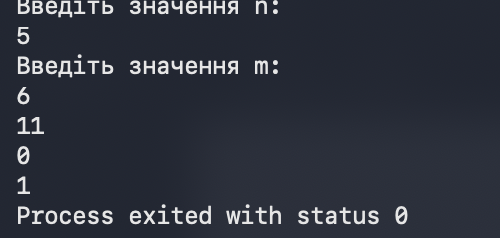 Введіть значення n:
5
Введіть значення m:
6
11
0
1
Process exited with status 0